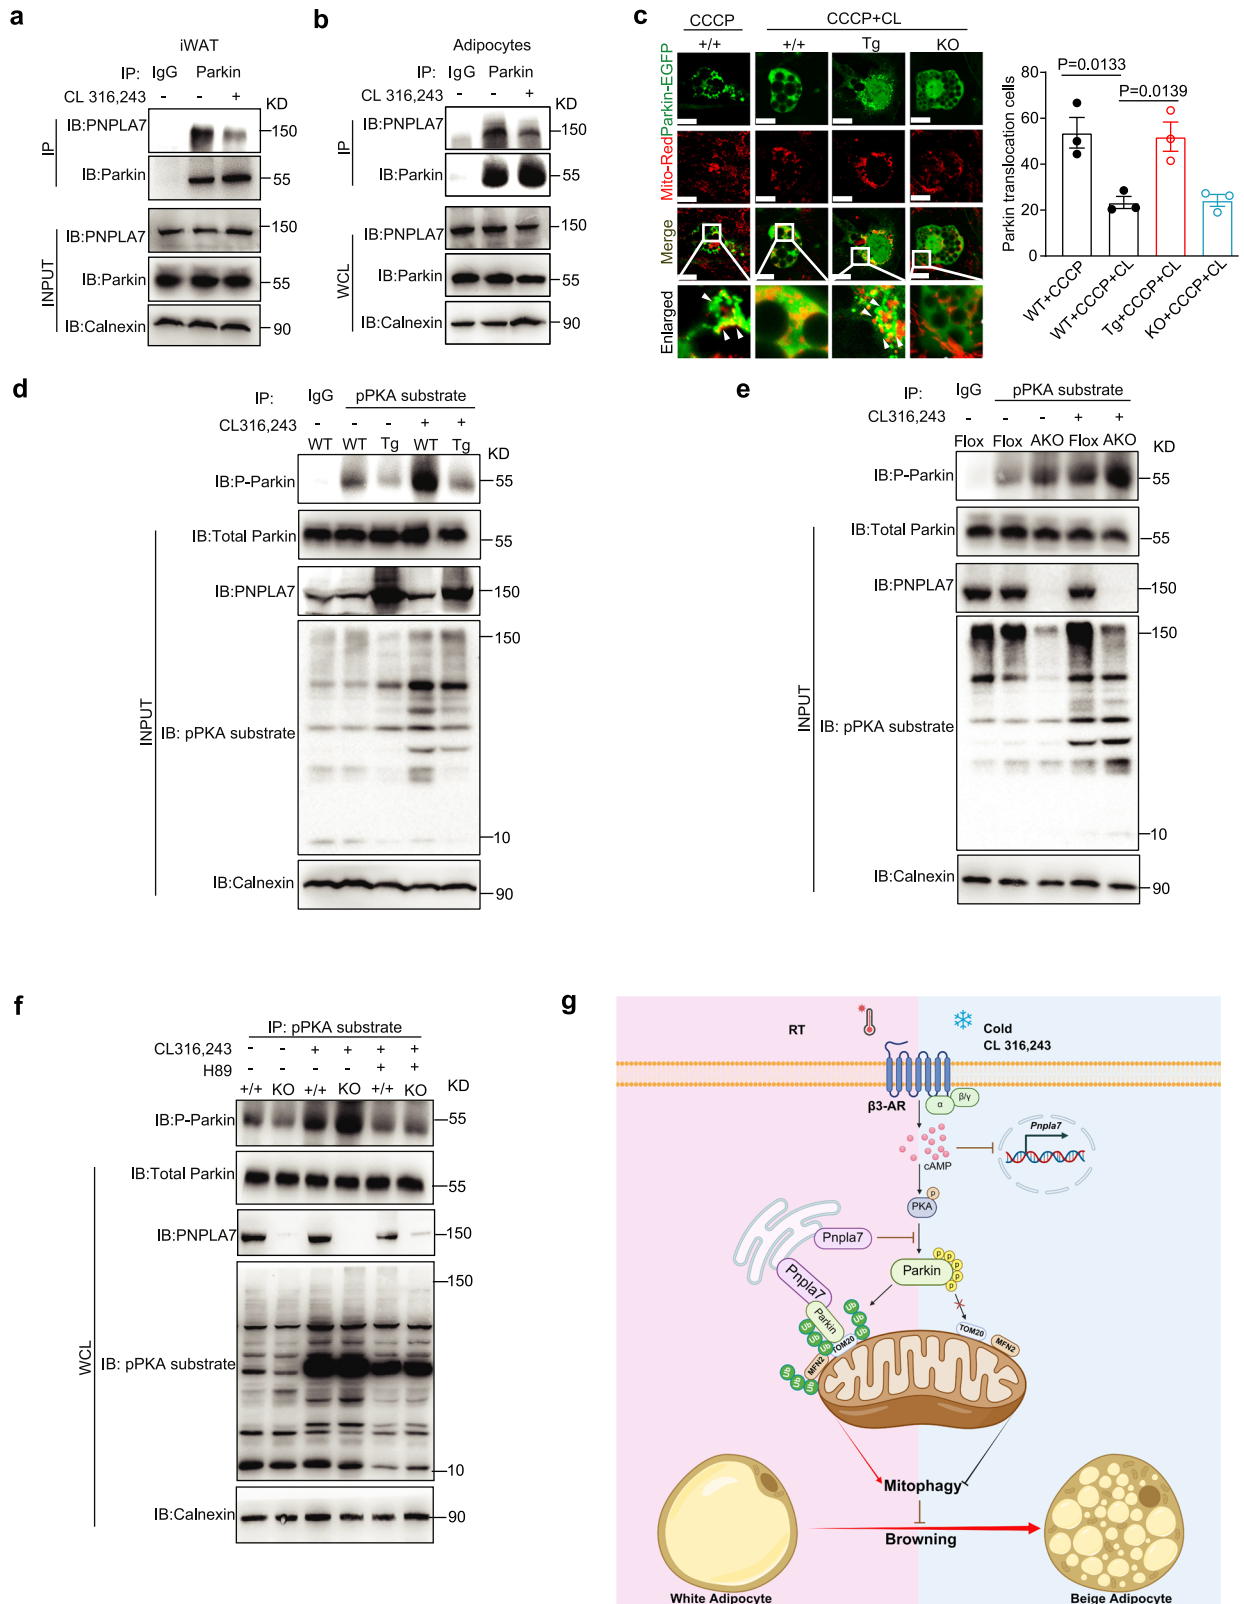 a
iWAT
IP: IgG Parkin
CL 316,243 - - + KD
IP
IB:PNPLA7 150
IB:Parkin 55
INPUT
IB:PNPLA7 150
IB:Parkin 55
IB:Calnexin 90
b
Adipocytes
IP: IgG Parkin
CL 316,243 - - + KD
IP
IB:PNPLA7 150
IB:Parkin 55
WCL
IB:PNPLA7 150
IB:Parkin 55
IB:Calnexin 90
c
CCCP CCCP+CL
+/+ +/+ Tg KO
Parkin-EGFP
Mito-Red
Merge
Enlarged
Parkin translocation cells
P=0.0133
P=0.0139
80
60
40
20
0
WT+CCCP
WT+CCCP+CL
Tg+CCCP+CL
KO+CCCP+CL
d
IP: IgG pPKA substrate
CL316,243 - - - + +
WT WT Tg WT Tg KD
IB:P-Parkin 55
INPUT
IB:Total Parkin 55
IB:PNPLA7 150
150
IB: pPKA substrate
10
IB:Calnexin 90
e
IP: IgG pPKA substrate
CL316,243 - - - + +
Flox Flox AKO Flox AKO KD
IB:P-Parkin 55
INPUT
IB:Total Parkin 55
IB:PNPLA7 150
150
IB: pPKA substrate
10
IB:Calnexin 90
f
IP: pPKA substrate
CL316,243 - - + + + +
H89 - - - - + +
+/+ KO +/+ KO +/+ KO KD
IB:P-Parkin 55
WCL
IB:Total Parkin 55
IB:PNPLA7 150
150
IB: pPKA substrate
10
IB:Calnexin 90
g
RT
Cold
CL 316,243
β3-AR
α
β/γ
cAMP
Pnpla7
P
PKA
Pnpla7
Parkin
P
P
P
P
P
Pnpla7
Parkin
Ub
Ub
Ub
Ub
Ub
Ub
Ub
Ub
Ub
TOM20
MFN2
TOM20
MFN2
Mitophagy
Browning
White Adipocyte
Beige Adipocyte